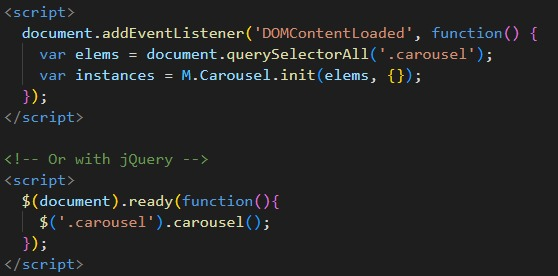 <script>
  document.addEventListener('DOMContentLoaded', function() {
    var elems = document.querySelectorAll('.carousel');
    var instances = M.Carousel.init(elems, {});
  });
</script>

<!-- Or with jQuery -->
<script>
  $(document).ready(function(){
    $('.carousel').carousel();
  });
</script>